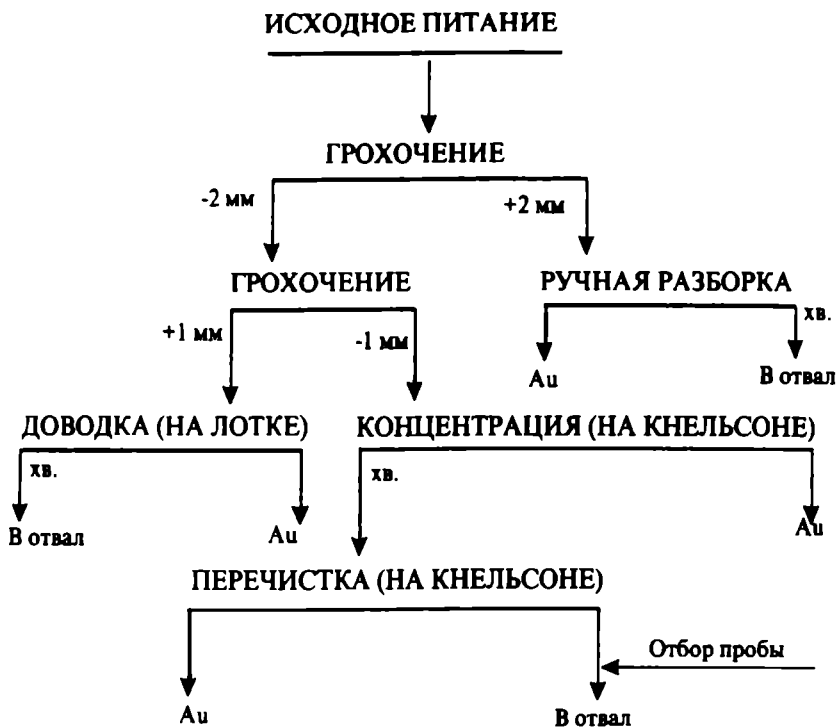 ИСХОДНОЕ ПИТАНИЕ
ГРОХОЧЕНИЕ
-2 мм
+2 мм
ГРОХОЧЕНИЕ
РУЧНАЯ РАЗБОРКА
+1 мм
-1 мм
хв.
Au
В отвал
ДОВОДКА (НА ЛОТКЕ)
КОНЦЕНТРАЦИЯ (НА КНЕЛЬСОНЕ)
хв.
хв.
В отвал
Au
Au
ПЕРЕЧИСТКА (НА КНЕЛЬСОНЕ)
Отбор пробы
Au
В отвал